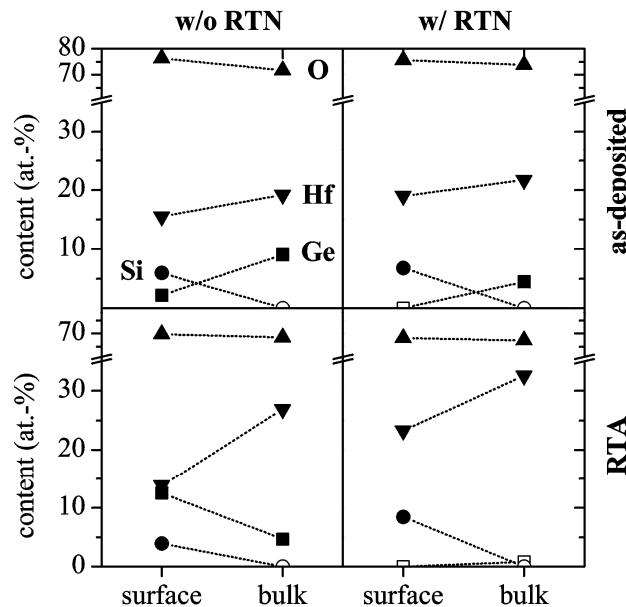 w/o RTN w/ RTN
80
70
30
20
10
content (at.-%)
O
Hf
Ge
Si
as-deposited
70
30
20
10
0
content (at.-%)
RTA
surface bulk surface bulk